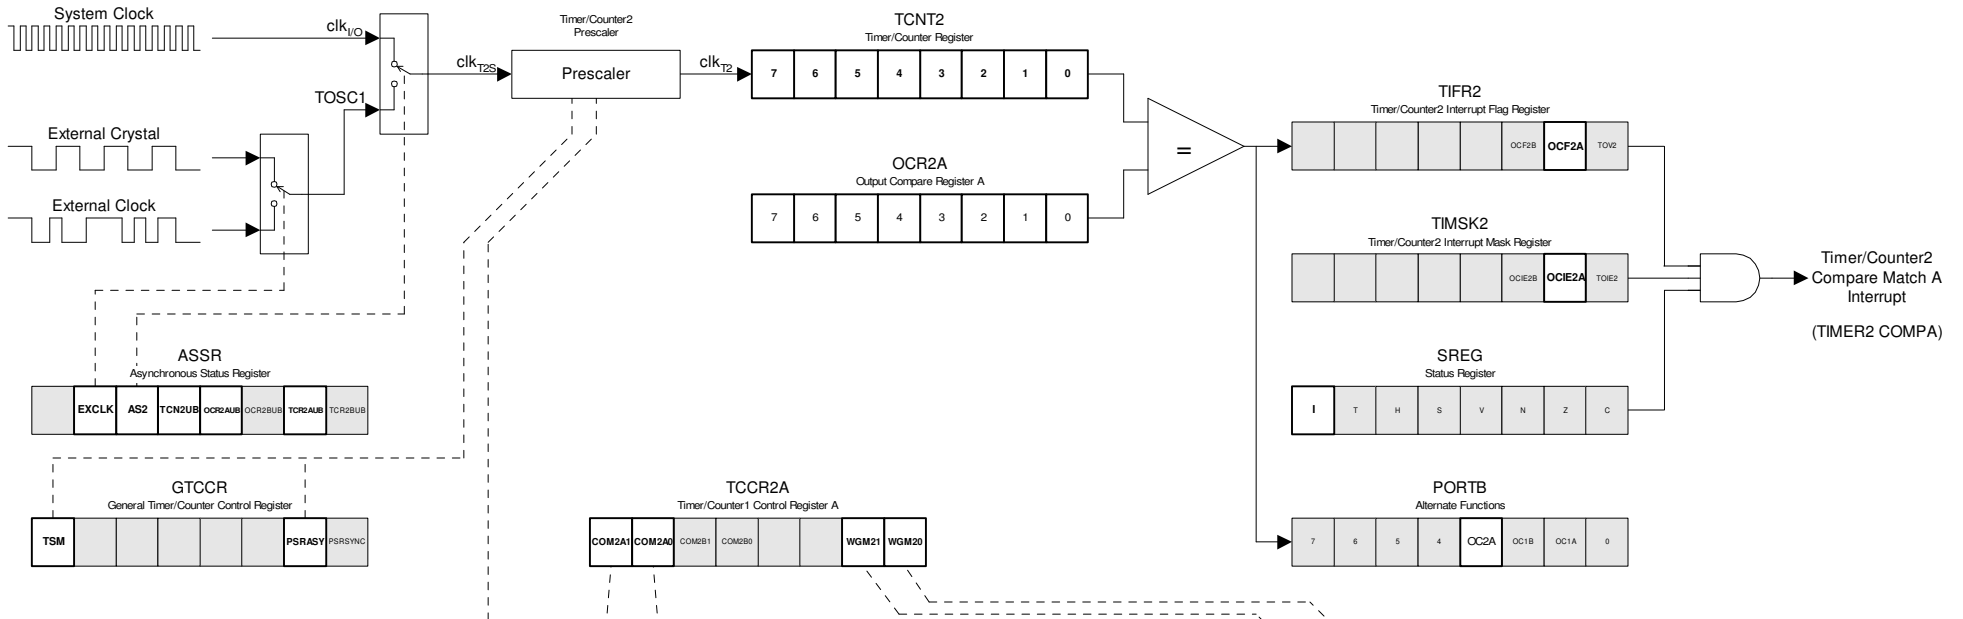 System Clock
clkI/O
TOSC1
External Crystal
External Clock
clkT2S
Timer/Counter2
Prescaler
Prescaler
clkT2
TCNT2
Timer/Counter Register
7 6 5 4 3 2 1 0
OCR2A
Output Compare Register A
7 6 5 4 3 2 1 0
=
TIFR2
Timer/Counter2 Interrupt Flag Register
OCF2B OCF2A TOV2
TIMSK2
Timer/Counter2 Interrupt Mask Register
OCIE2B OCIE2A TOIE2
Timer/Counter2
Compare Match A
Interrupt
(TIMER2 COMPA)
SREG
Status Register
I T H S V N Z C
ASSR
Asynchronous Status Register
EXCLK AS2 TCN2UB OCR2AUB OCR2BUB TCR2AUB TCR2BUB
GTCCR
General Timer/Counter Control Register
TSM PSRASY PSRSYNC
TCCR2A
Timer/Counter1 Control Register A
COM2A1 COM2A0 COM2B1 COM2B0 WGM21 WGM20
PORTB
Alternate Functions
7 6 5 4 OC2A OC1B OC1A 0